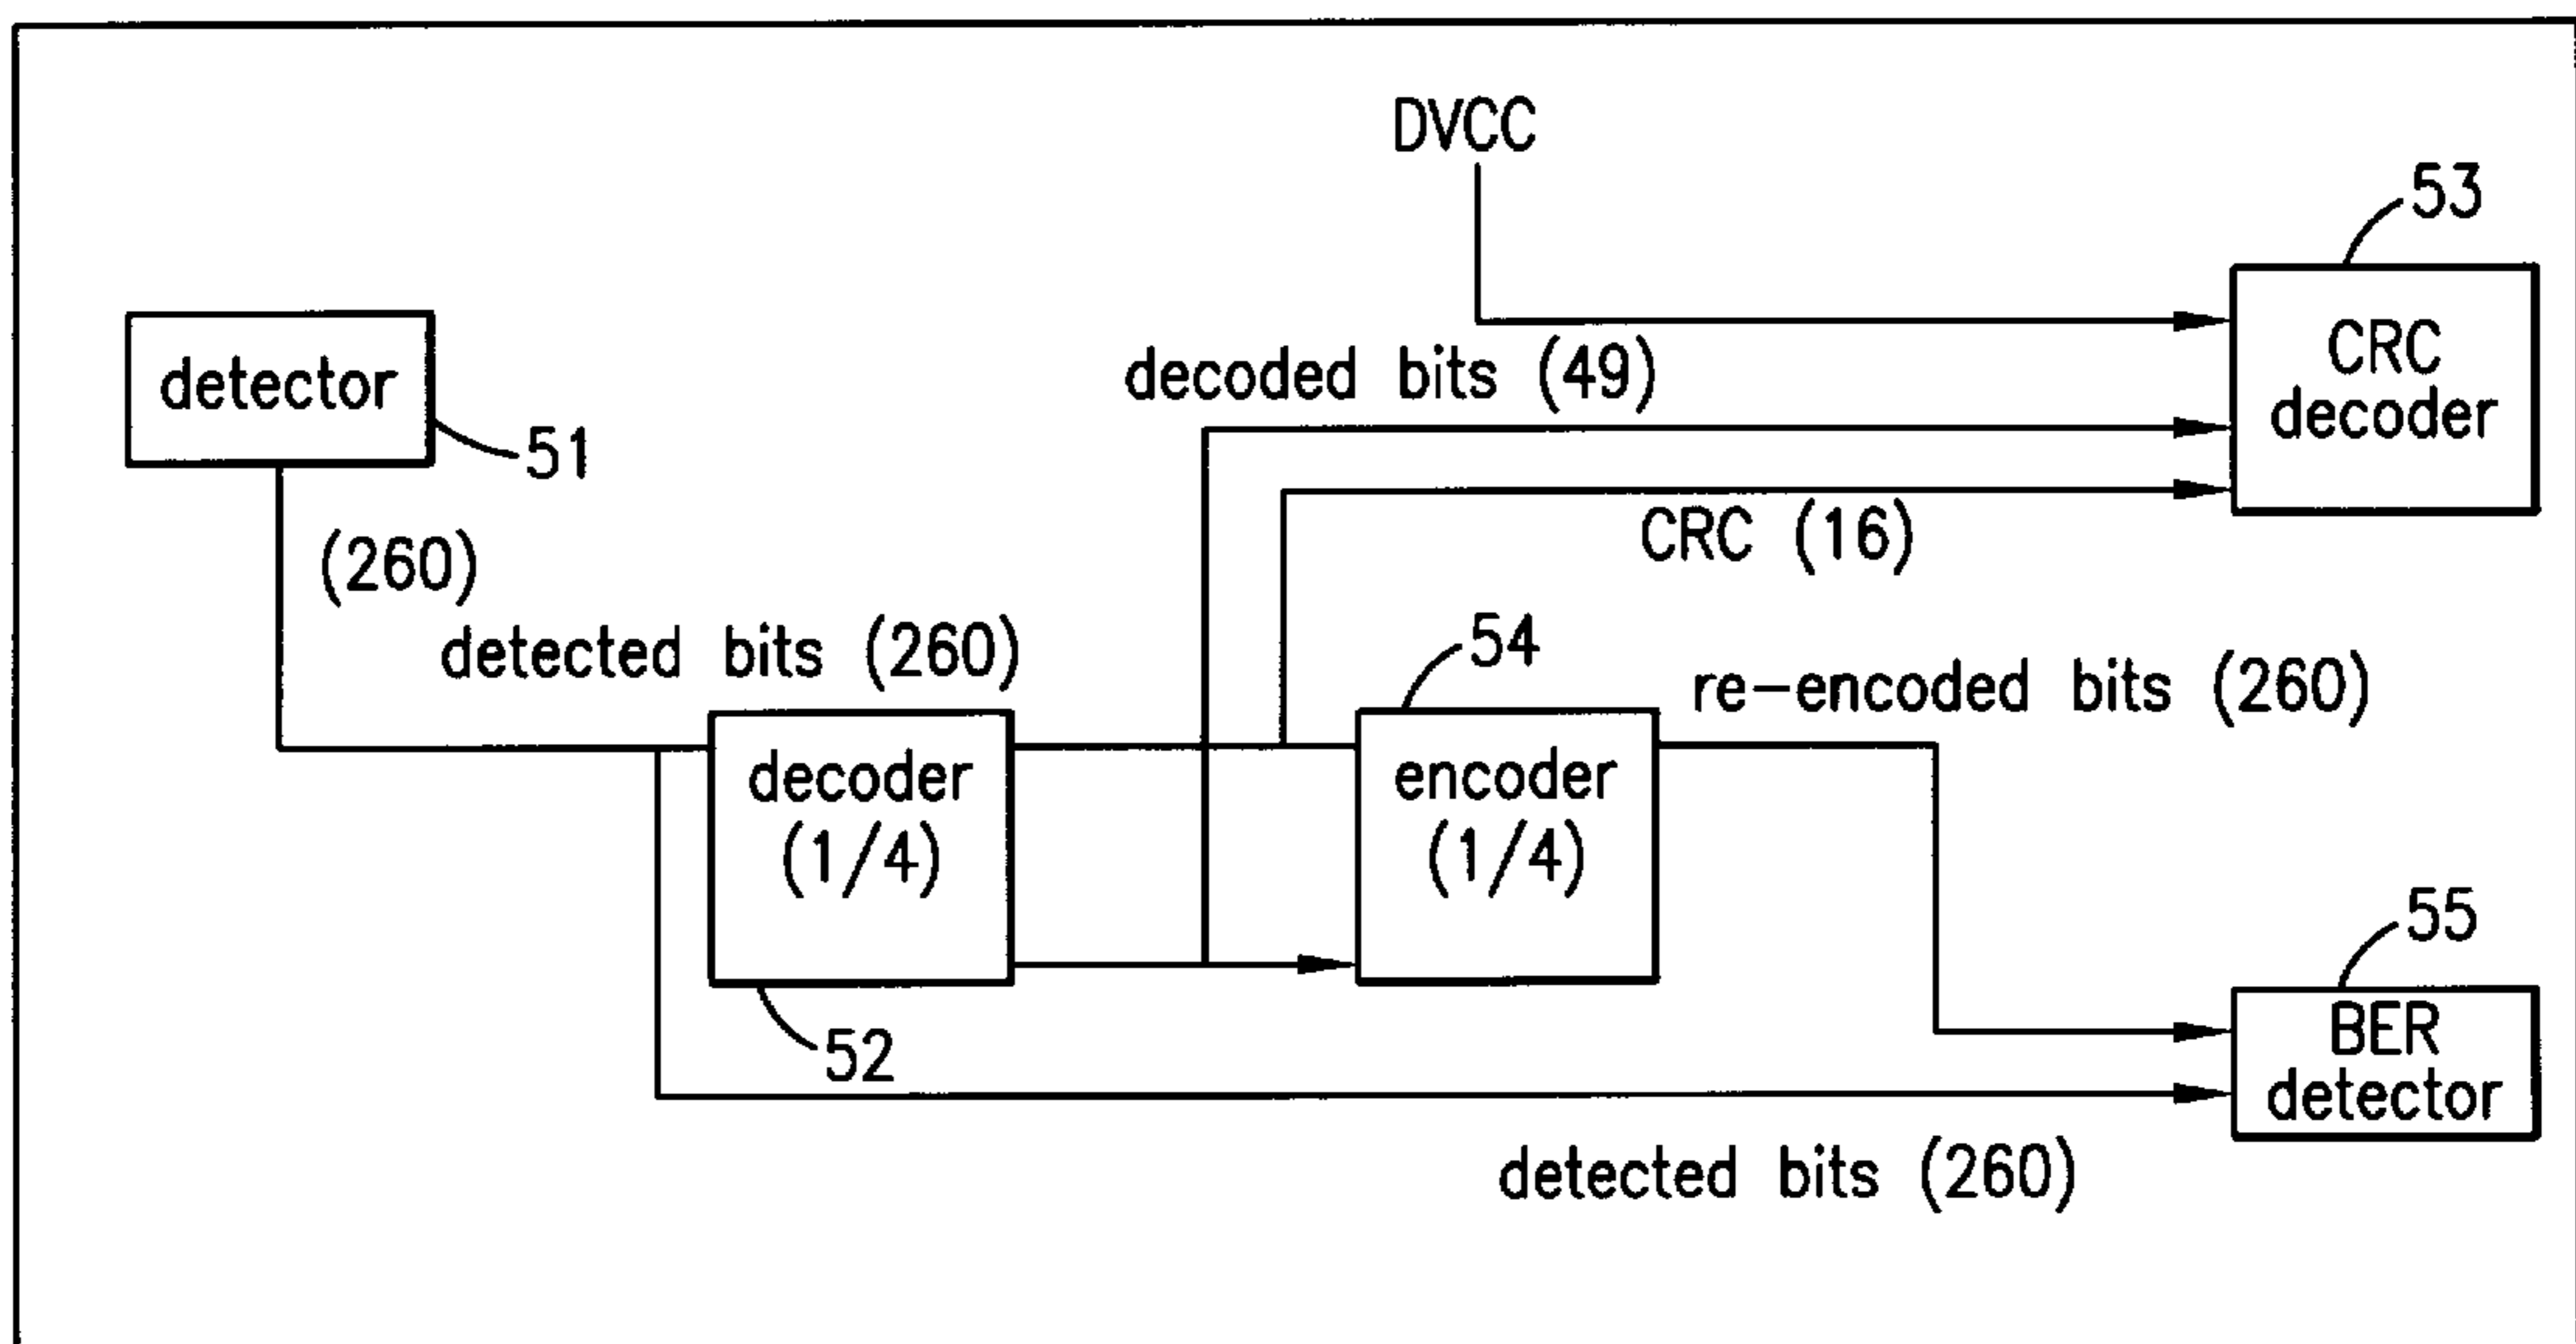 DVCC
53
CRC
decoder
detector
51
decoded bits (49)
CRC (16)
(260)
detected bits (260)
54
re-encoded bits (260)
decoder
(1/4)
encoder
(1/4)
52
55
BER
detector
detected bits (260)